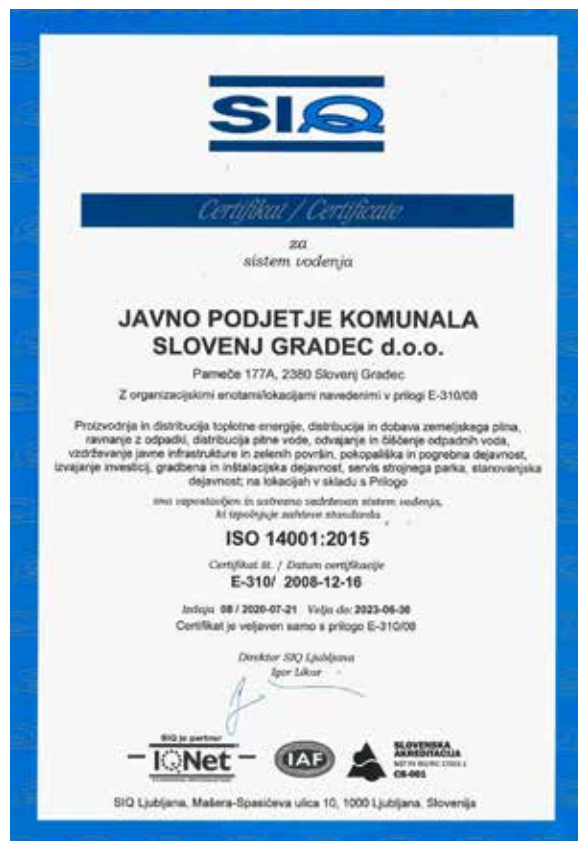 SIQ
Certifikat / Certificate
za
sistem vodenja
JAVNO PODJETJE KOMUNALA
SLOVENJ GRADEC d.o.o.
Pameče 177A, 2380 Slovenj Gradec
Z organizacijskimi enotami/lokacijami navedenimi v prilogi E-310/08
Proizvodnja in distribucija toplotne energije, distribucija in dobava zemeljskega plina,
ravnanje z odpadki, distribucija pitne vode, odvajanje in čiščenje odpadnih voda,
vzdrževanje javne infrastrukture in zelenih površin, pokopališka in pogrebna dejavnost,
izvajanje investicij, gradbena in inštalacijska dejavnost, servis strojnega parka, stanovanjska
dejavnost; na lokacijah v skladu s Prilogo
ima vzpostavljen in ustrezno vzdrževan sistem vodenja,
ki izpolnjuje zahteve standarda
ISO 14001:2015
Certifikat št. / Datum certifikacije
E-310/ 2008-12-16
Izdaja 08 / 2020-07-21 Velja do: 2023-06-30
Certifikat je veljaven samo s prilogo E-310/08
Direktor SIQ Ljubljana
Igor Likar
SIQ je partner
IQNet
IAF
SLOVENSKA
AKREDITACIJA
CS-001
SIQ Ljubljana, Mašera-Spasičeva ulica 10, 1000 Ljubljana, Slovenija